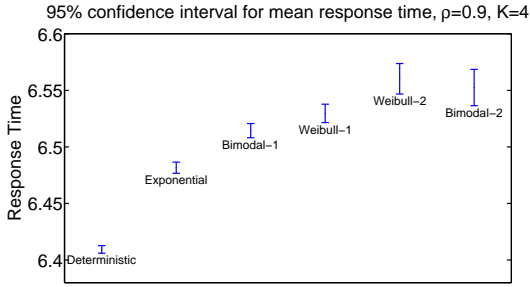 95% confidence interval for mean response time, ρ=0.9, K=4
Response Time
6.6
6.55
6.5
6.45
6.4
Deterministic
Exponential
Bimodal−1
Weibull−1
Weibull−2
Bimodal−2